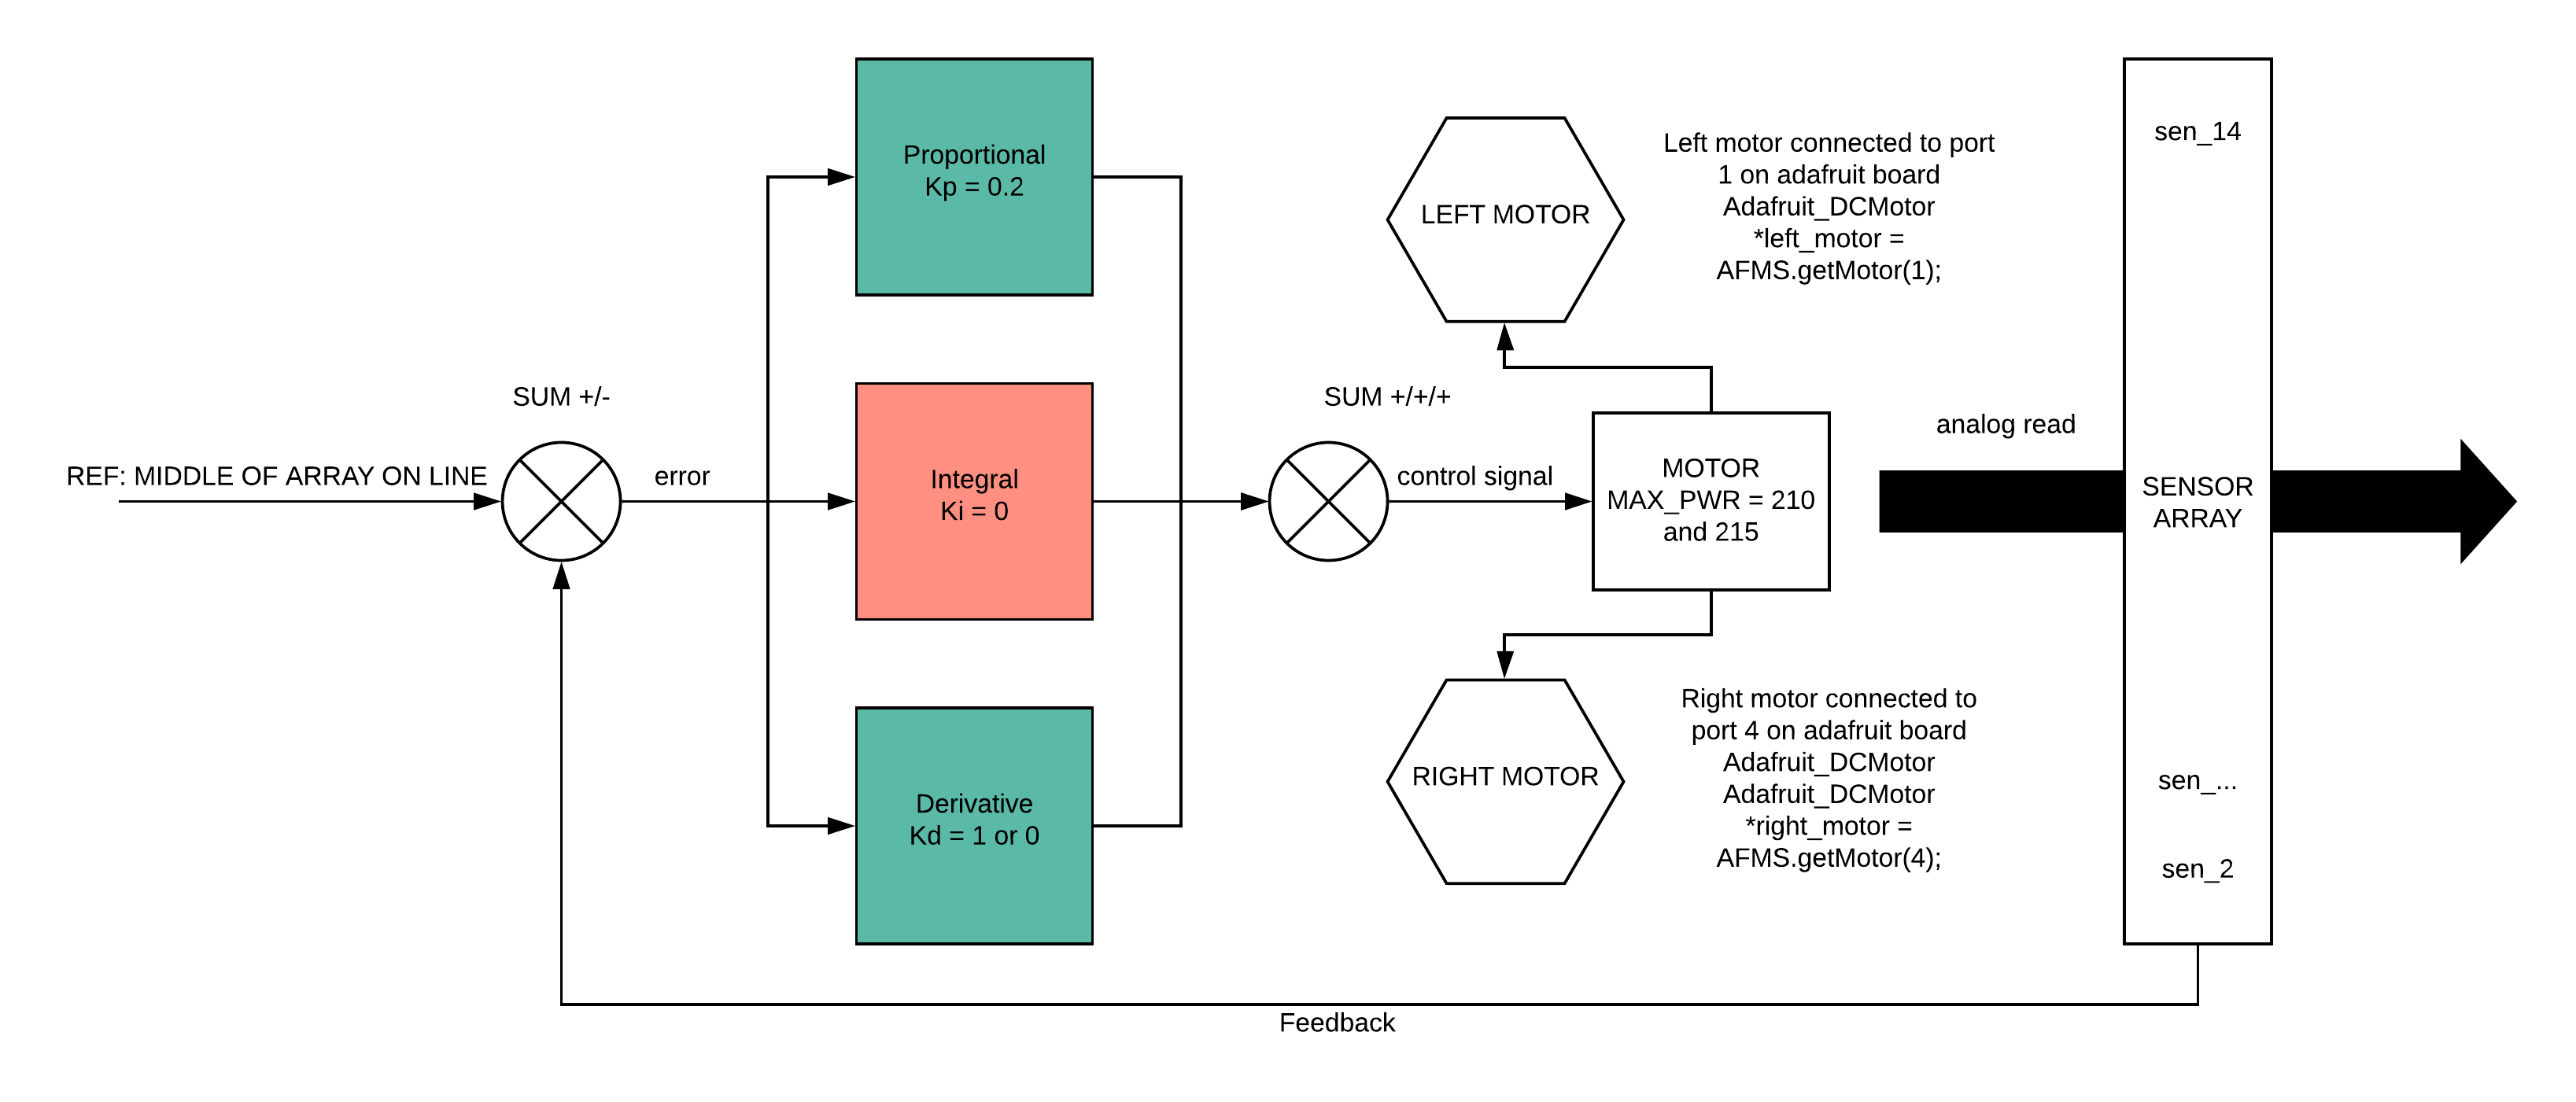 REF: MIDDLE OF ARRAY ON LINE
SUM +/-
error
Proportional
Kp = 0.2
Integral
Ki = 0
Derivative
Kd = 1 or 0
SUM +/+/+
control signal
LEFT MOTOR
Left motor connected to port
1 on adafruit board
Adafruit_DCMotor
*left_motor =
AFMS.getMotor(1);
MOTOR
MAX_PWR = 210
and 215
RIGHT MOTOR
Right motor connected to
port 4 on adafruit board
Adafruit_DCMotor
Adafruit_DCMotor
*right_motor =
AFMS.getMotor(4);
analog read
sen_14
SENSOR
ARRAY
sen_...
sen_2
Feedback